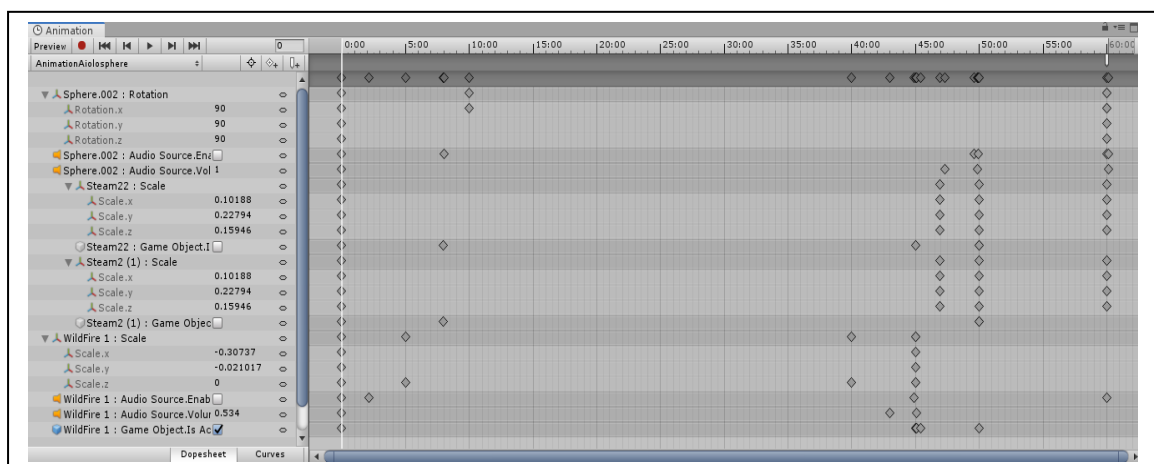 Animation
Preview 0 0:00 5:00 10:00 15:00 20:00 25:00 30:00 35:00 40:00 45:00 50:00 55:00 60:00
AnimationAiolosphere
Sphere.002 : Rotation
Rotation.x 90
Rotation.y 90
Rotation.z 90
Sphere.002 : Audio Source.Ena
Sphere.002 : Audio Source.Vol 1
Steam22 : Scale
Scale.x 0.10188
Scale.y 0.22794
Scale.z 0.15946
Steam22 : Game Object.I
Steam2 (1) : Scale
Scale.x 0.10188
Scale.y 0.22794
Scale.z 0.15946
Steam2 (1) : Game Objec
WildFire 1 : Scale
Scale.x -0.30737
Scale.y -0.021017
Scale.z 0
WildFire 1 : Audio Source.Enab
WildFire 1 : Audio Source.Volur 0.534
WildFire 1 : Game Object.Is Ac
Dopesheet Curves